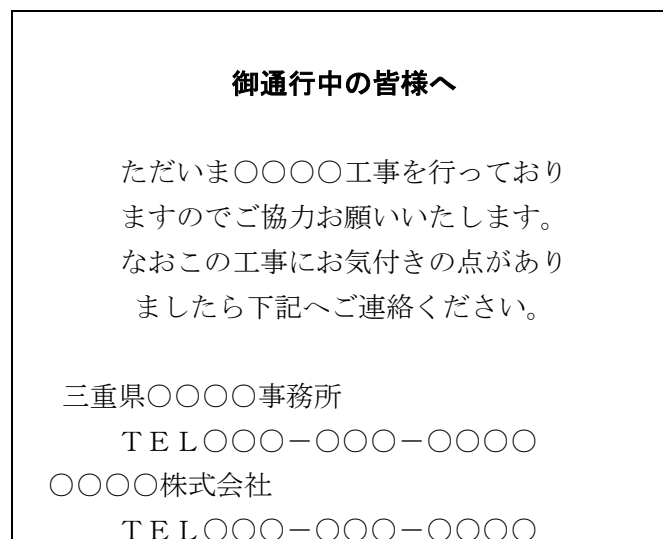 御通行中の皆様へ
ただいま○○○○工事を行っており
ますのでご協力お願いいたします。
なおこの工事にお気付きの点があり
ましたら下記へご連絡ください。
三重県○○○○事務所
ＴＥＬ○○○－○○○－○○○○
○○○○株式会社
ＴＥＬ○○○－○○○－○○○○